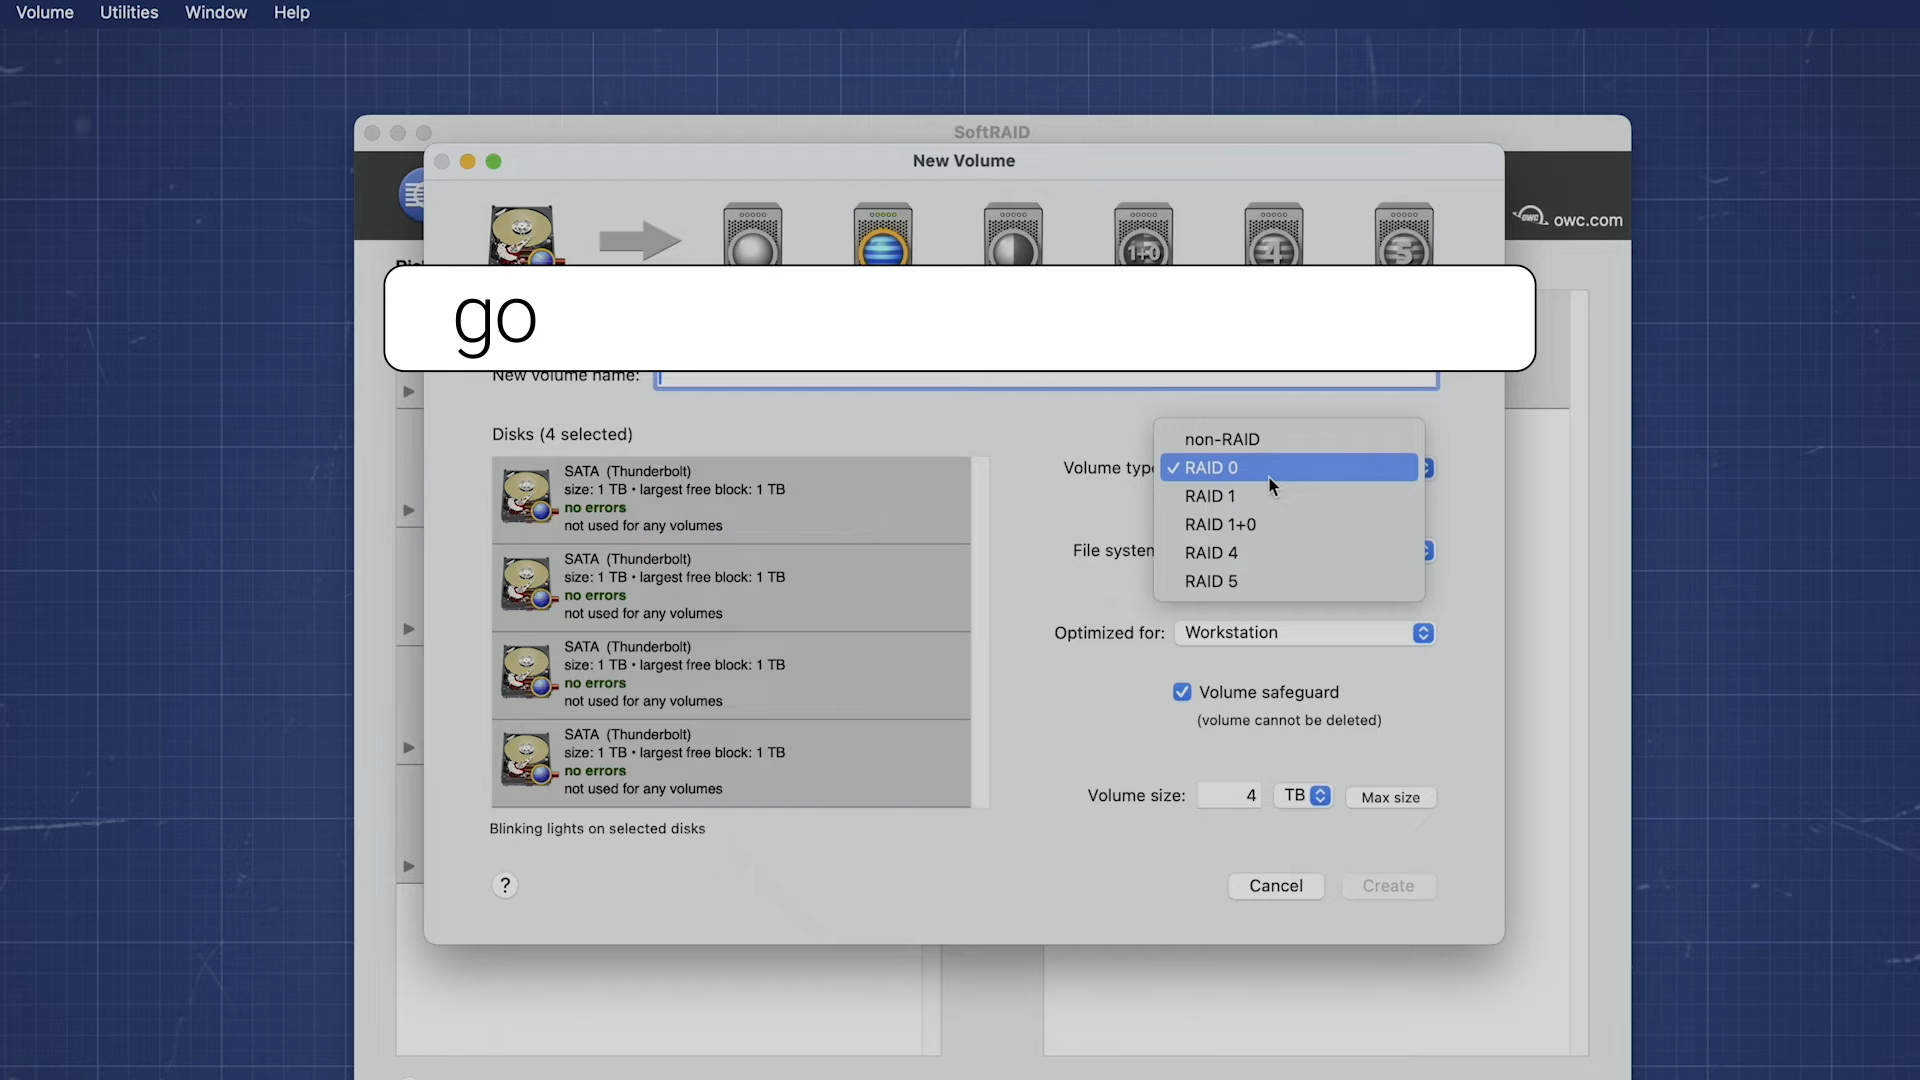 Volume Utilities Window Help
SoftRAID
New Volume
owc.com
1+0 4 5
go
New volume name:
Disks (4 selected)
SATA (Thunderbolt)
size: 1 TB • largest free block: 1 TB
no errors
not used for any volumes
SATA (Thunderbolt)
size: 1 TB • largest free block: 1 TB
no errors
not used for any volumes
SATA (Thunderbolt)
size: 1 TB • largest free block: 1 TB
no errors
not used for any volumes
SATA (Thunderbolt)
size: 1 TB • largest free block: 1 TB
no errors
not used for any volumes
Blinking lights on selected disks
?
Volume type
non-RAID
✓ RAID 0
RAID 1
RAID 1+0
RAID 4
RAID 5
File system
Optimized for: Workstation
Volume safeguard
(volume cannot be deleted)
Volume size: 4 TB Max size
Cancel Create